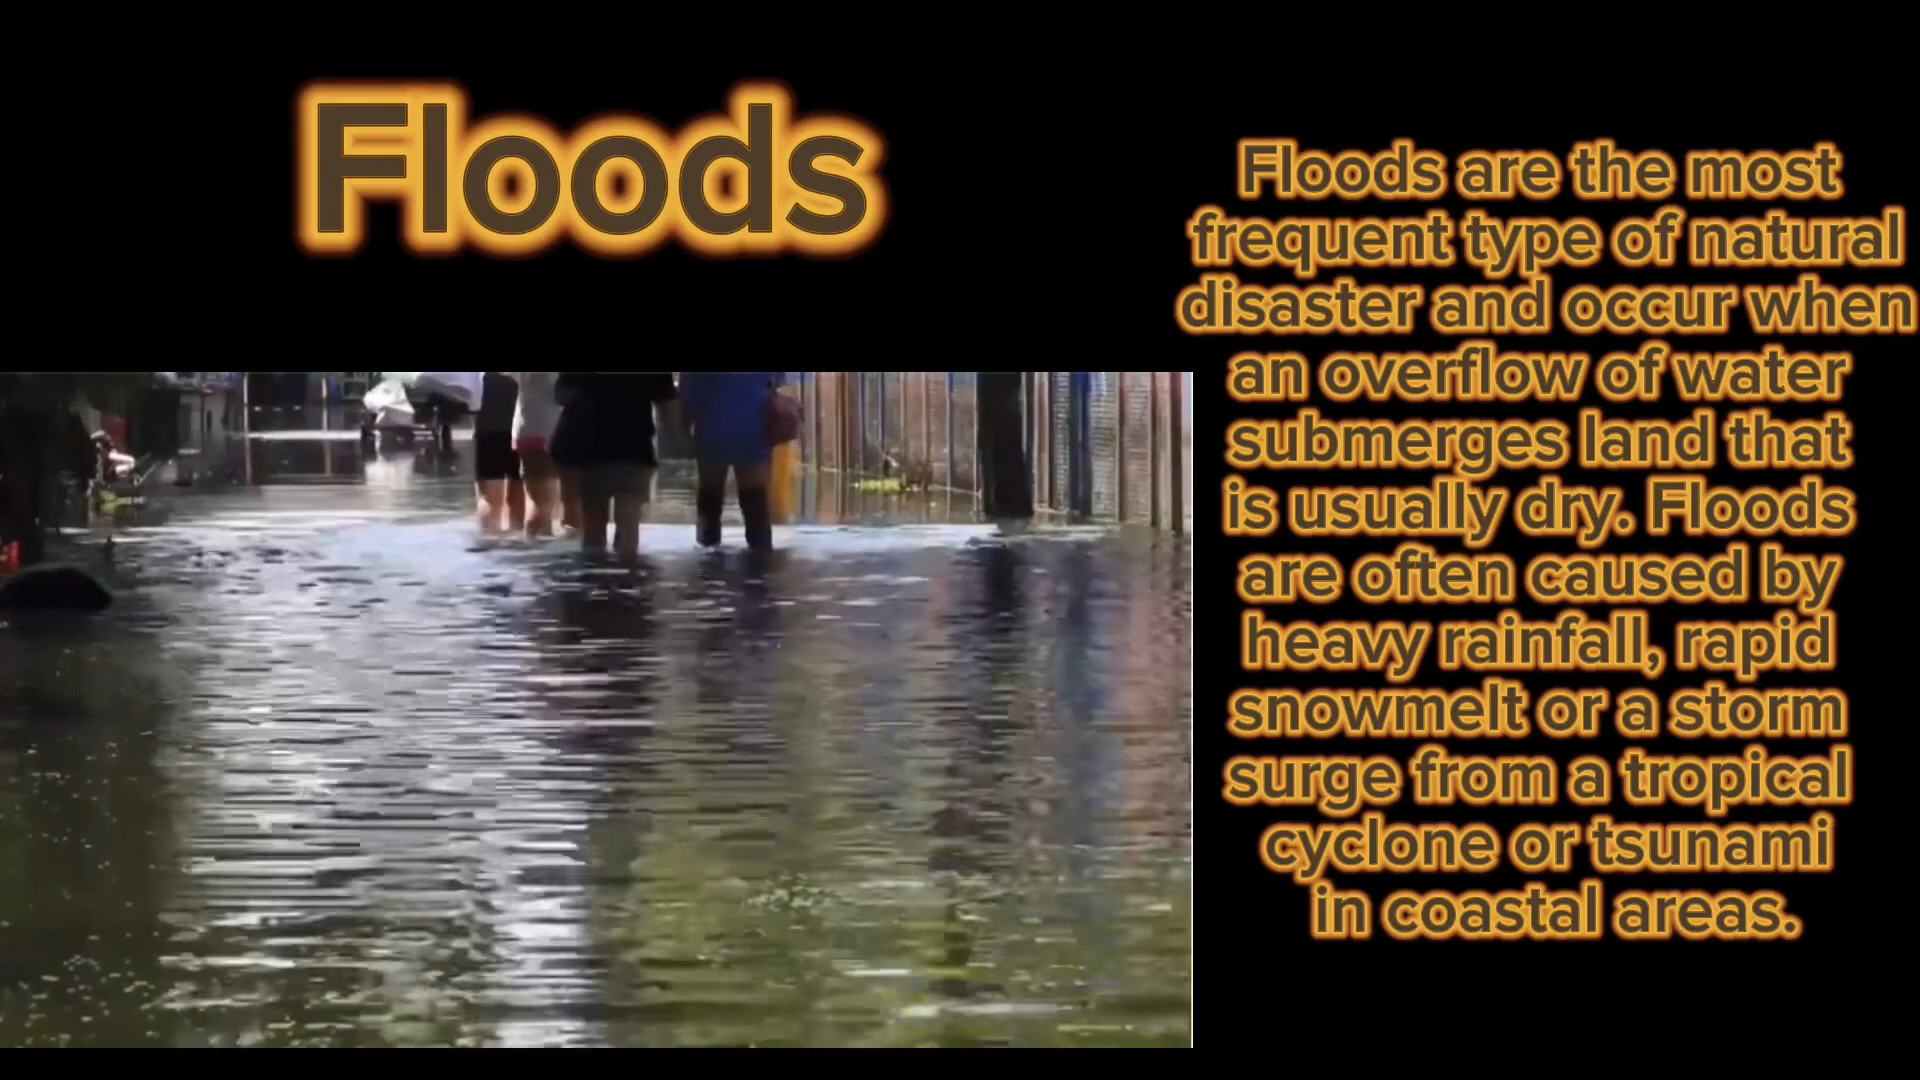 Floods
Floods are the most
frequent type of natural
disaster and occur when
an overflow of water
submerges land that
is usually dry. Floods
are often caused by
heavy rainfall, rapid
snowmelt or a storm
surge from a tropical
cyclone or tsunami
in coastal areas.